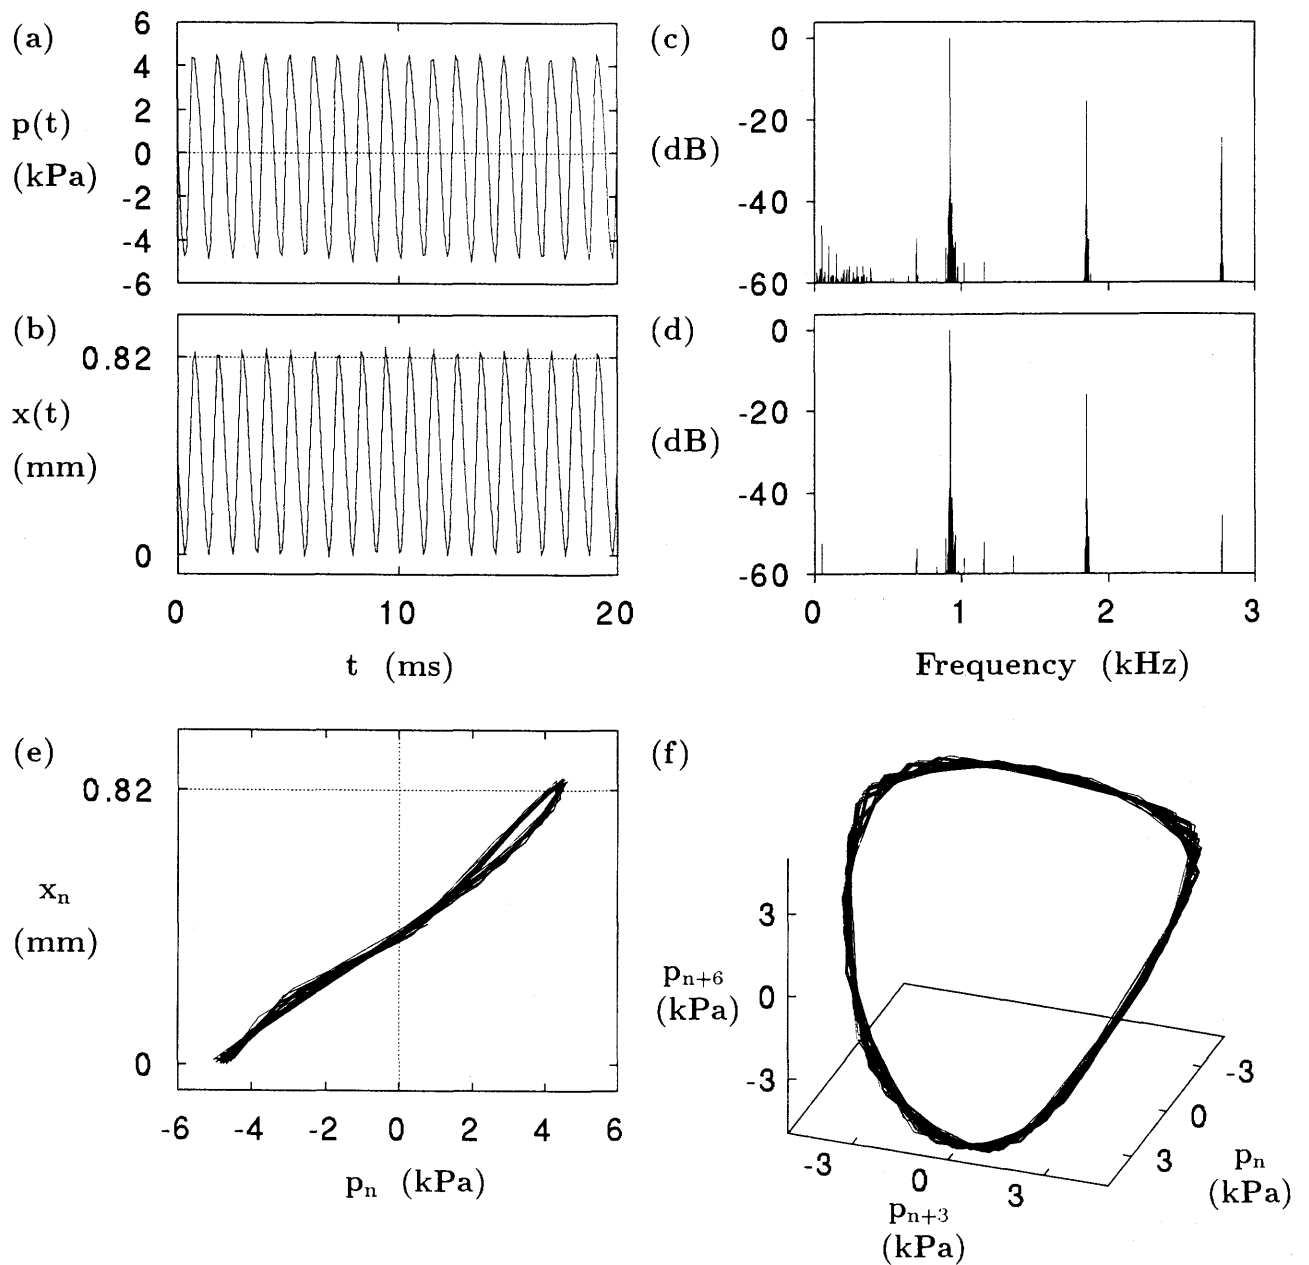 (a)
p(t)
(kPa)
6
4
2
0
-2
-4
-6
(b)
x(t)
(mm)
0.82
0
0 10 20
t (ms)
(c)
(dB)
0
-20
-40
-60
(d)
(dB)
0
-20
-40
-60
0 1 2 3
Frequency (kHz)
(e)
xₙ
(mm)
0.82
0
-6 -4 -2 0 2 4 6
pₙ (kPa)
(f)
pₙ₊₆
(kPa)
3
0
-3
-3 0 3
pₙ₊₃
(kPa)
-3
0
3
pₙ
(kPa)